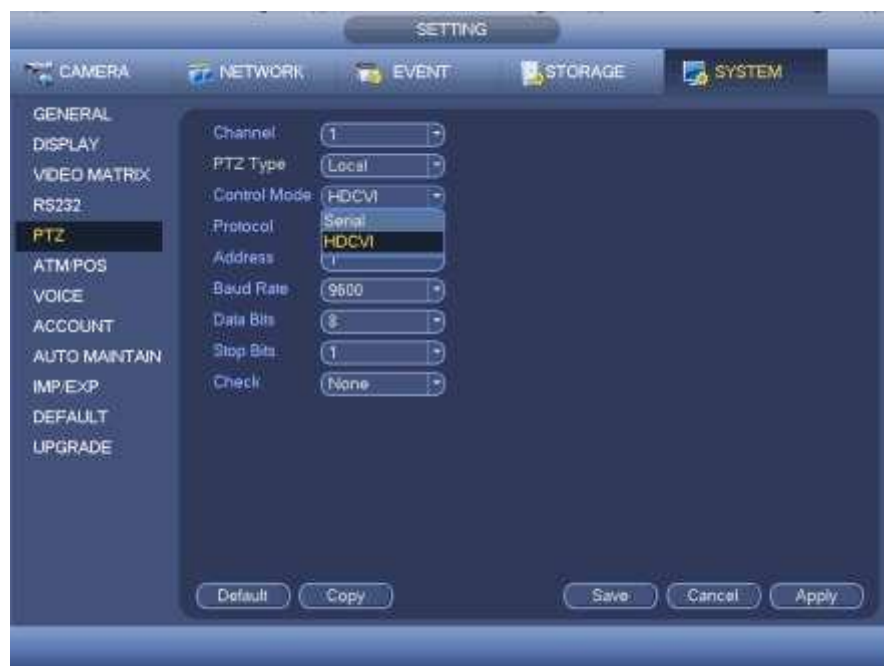 SETTING
CAMERA NETWORK EVENT STORAGE SYSTEM
GENERAL
DISPLAY
VIDEO MATRIX
RS232
PTZ
ATM/POS
VOICE
ACCOUNT
AUTO MAINTAIN
IMP/EXP
DEFAULT
UPGRADE
Channel 1
PTZ Type Local
Control Mode HDCVI
Serial
Protocol
HDCVI
Address 1
Baud Rate 9600
Data Bits 8
Stop Bits 1
Check None
Default Copy Save Cancel Apply